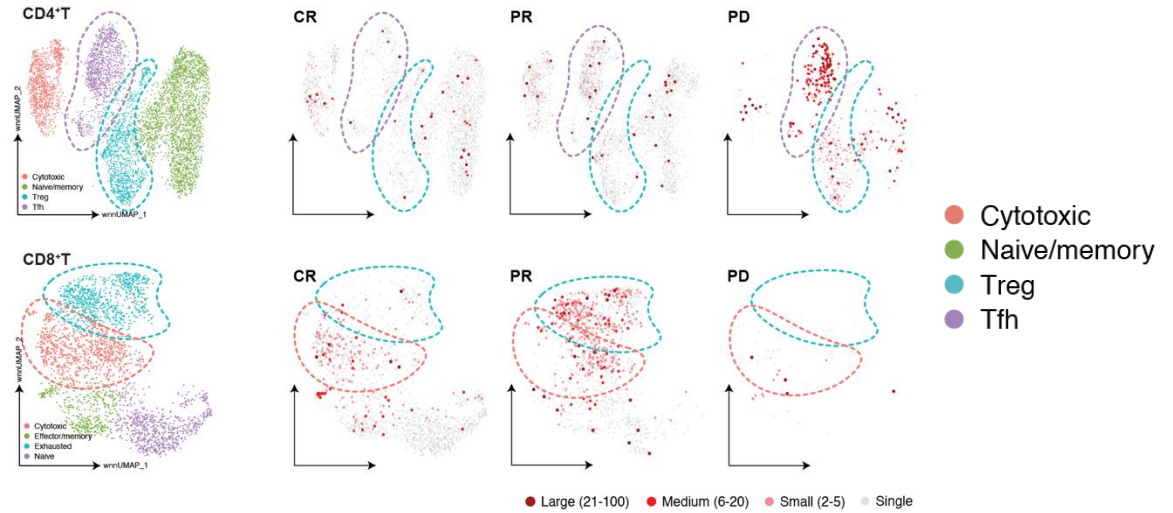 CD4⁺T
CR
PR
PD
wnnUMAP_2
Cytotoxic
Naive/memory
Treg
Tfh
wnnUMAP_1
Cytotoxic
Naive/memory
Treg
Tfh
CD8⁺T
CR
PR
PD
wnnUMAP_2
Cytotoxic
Effector/memory
Exhausted
Naive
wnnUMAP_1
Large (21-100) Medium (6-20) Small (2-5) Single